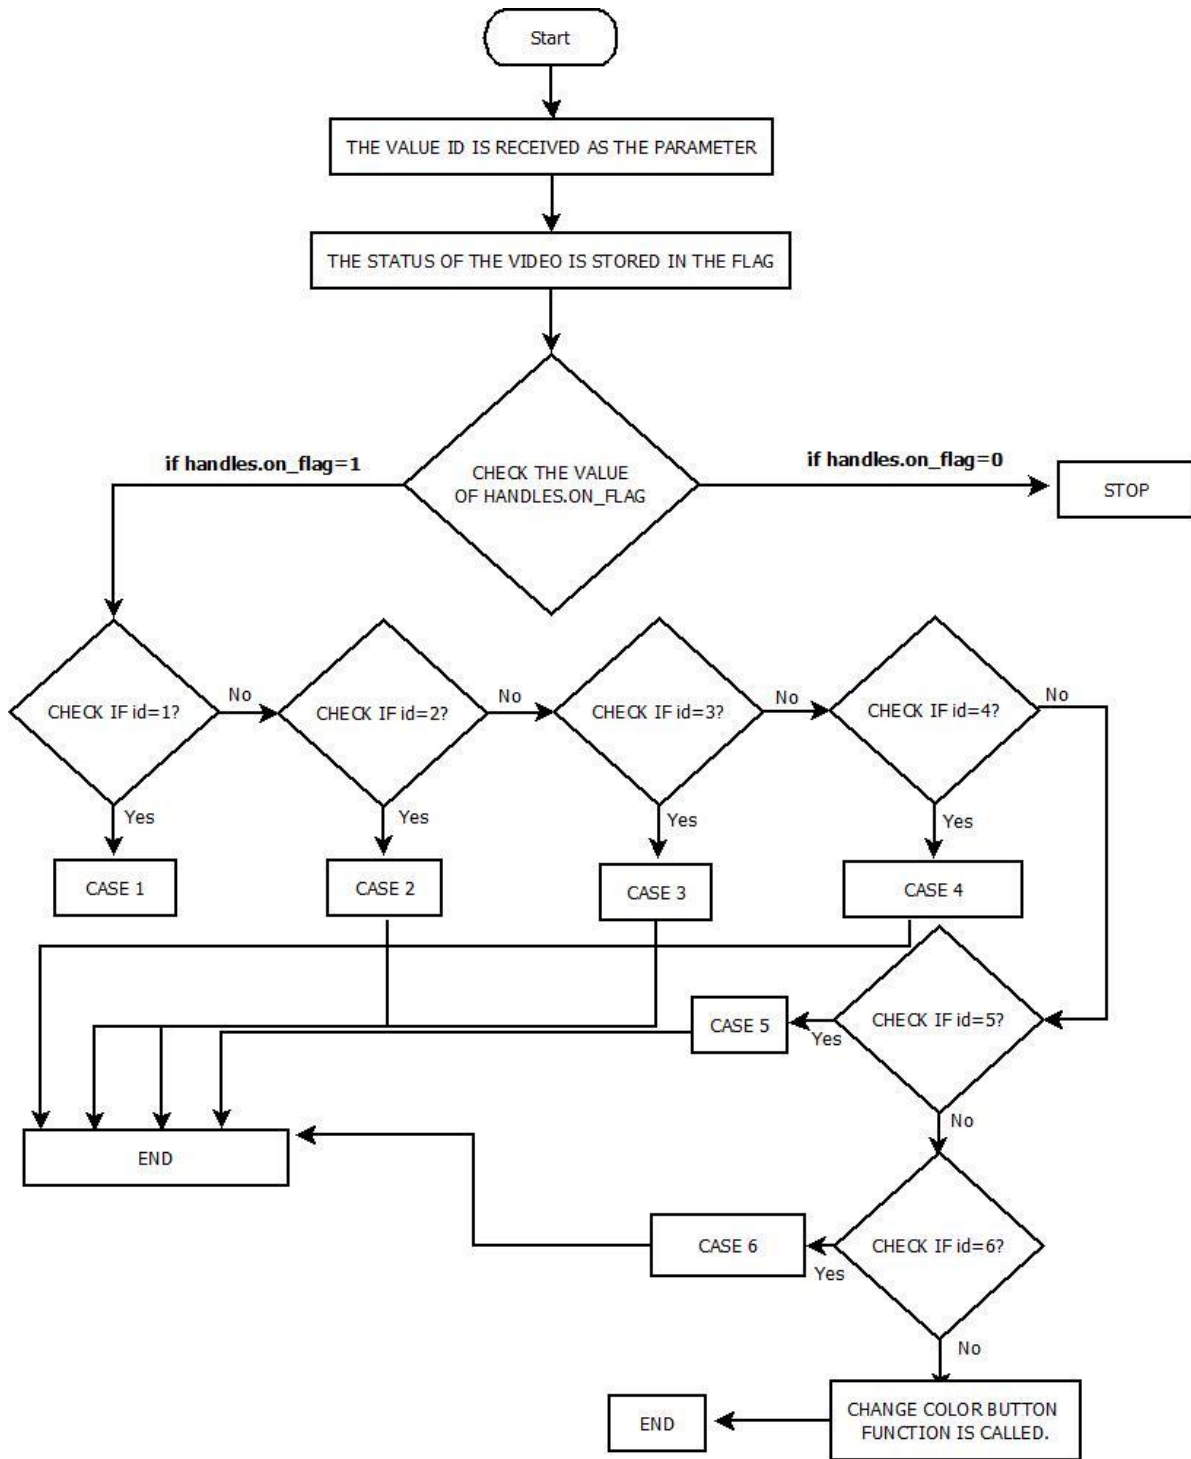 Start
THE VALUE ID IS RECEIVED AS THE PARAMETER
THE STATUS OF THE VIDEO IS STORED IN THE FLAG
if handles.on_flag=1
CHECK THE VALUE
OF HANDLES.ON_FLAG
if handles.on_flag=0
STOP
CHECK IF id=1?
No
CHECK IF id=2?
No
CHECK IF id=3?
No
CHECK IF id=4?
No
Yes
Yes
Yes
Yes
CASE 1
CASE 2
CASE 3
CASE 4
CASE 5
Yes
CHECK IF id=5?
No
END
CASE 6
Yes
CHECK IF id=6?
No
END
CHANGE COLOR BUTTON
FUNCTION IS CALLED.